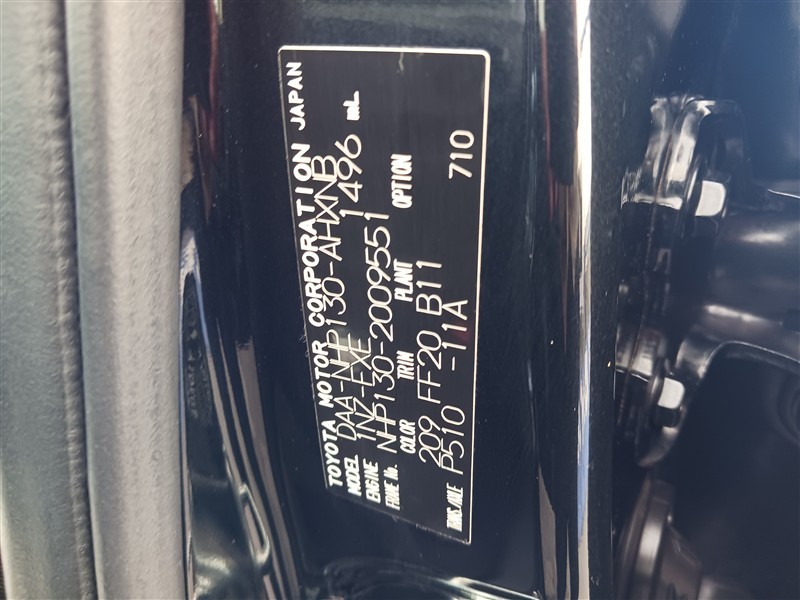 TOYOTA MOTOR CORPORATION JAPAN
MODEL DAA-NHP130-AHXNB
ENGINE 1NZ-FXE 1496 mL
FRAME No. NHP130-2009551
COLOR TRIM PLANT OPTION
209 FF20 B11
TRANS/AXLE P510 -11A 710